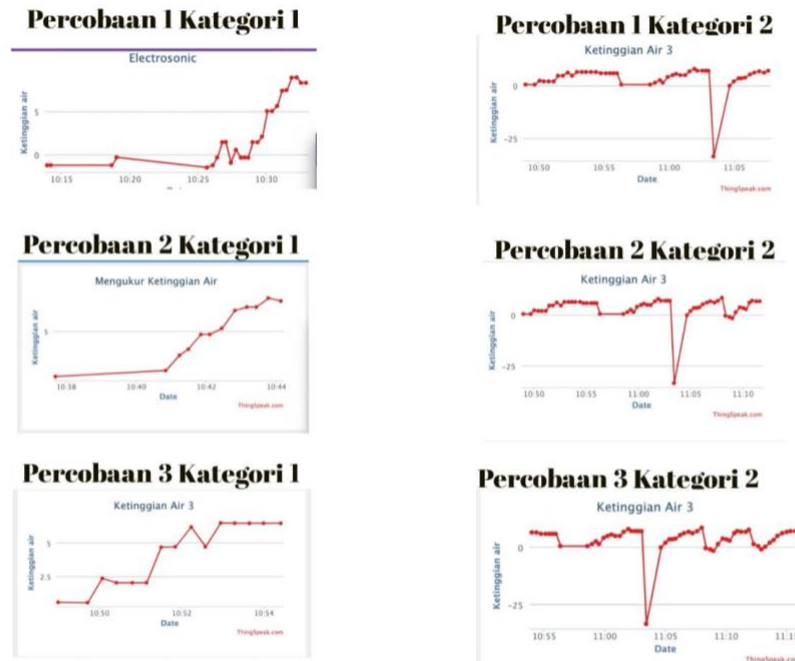 Percobaan 1 Kategori 1
Electrosonic
Ketinggian air
5
0
10:15
10:20
10:25
10:30
Percobaan 1 Kategori 2
Ketinggian Air 3
Ketinggian air
0
-25
10:50
10:55
11:00
11:05
Date
ThingSpeak.com
Percobaan 2 Kategori 1
Mengukur Ketinggian Air
Ketinggian air
5
10:38
10:40
10:42
10:44
Date
ThingSpeak.com
Percobaan 2 Kategori 2
Ketinggian Air 3
Ketinggian air
0
-25
10:50
10:55
11:00
11:05
11:10
Date
ThingSpeak.com
Percobaan 3 Kategori 1
Ketinggian Air 3
Ketinggian air
5
2.5
10:50
10:52
10:54
Date
ThingSpeak.com
Percobaan 3 Kategori 2
Ketinggian Air 3
Ketinggian air
0
-25
10:55
11:00
11:05
11:10
Date